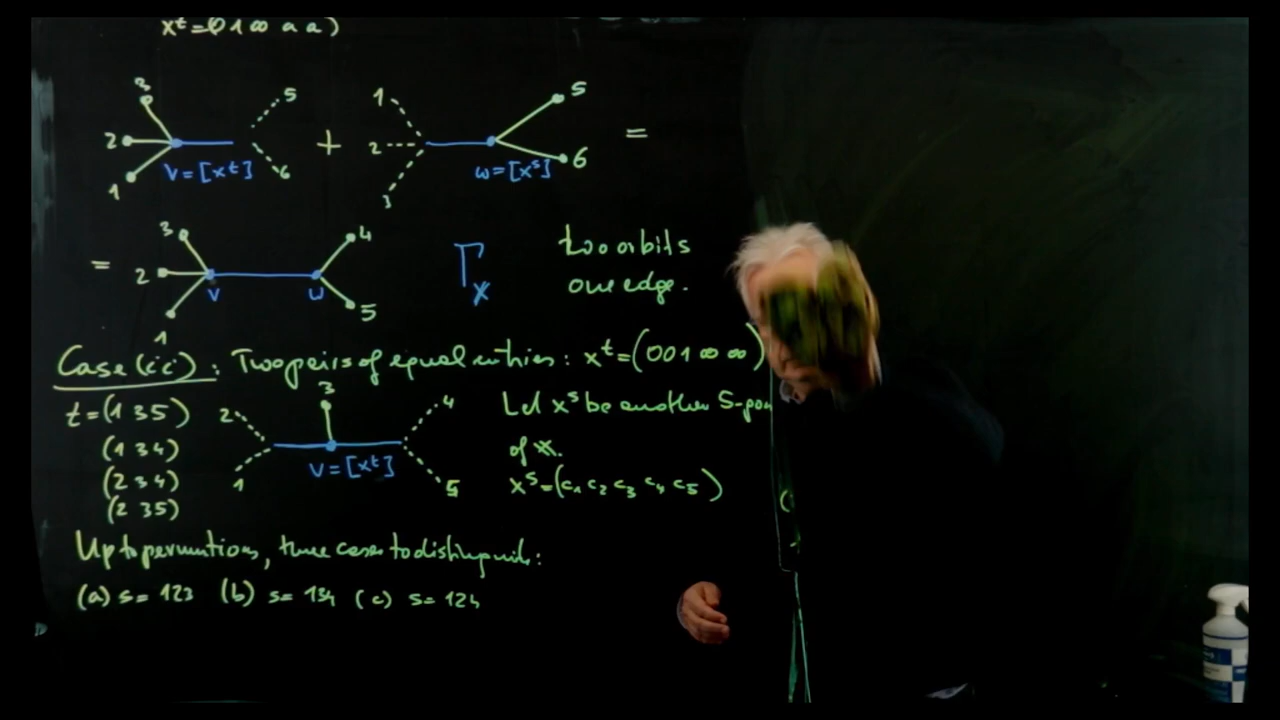 x^t = (0 1 ∞ a a)
3 5 1 5
2 + 2 =
1 v = [x^t] 6 3 w = [x^s] 6
3 4 two orbits
= 2 v w Γ_x one edge.
1 5
Case (ii): Two pairs of equal entries: x^t = (0 0 1 ∞ ∞)
3
t = (1 3 5) 2 4 Let x^s be another 5-
(1 3 4) of
(2 3 4) 1 v = [x^t] 5 x^s = (c1 c2 c3 c4 c5)
(2 3 5)
Up to permutions, three cases to distinguish:
(a) s = 123 (b) s = 134 (c) s = 124